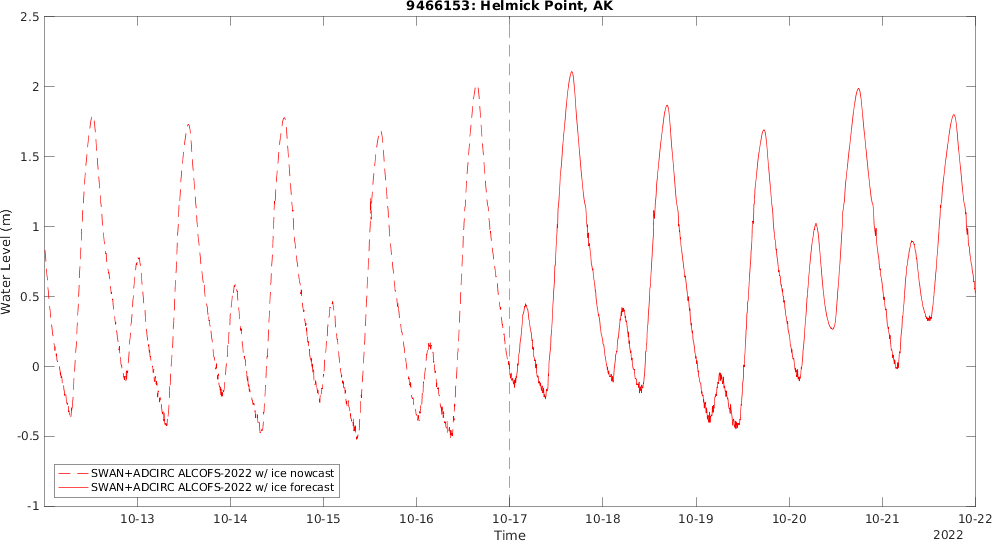 9466153: Helmick Point, AK
2.5
2
1.5
1
0.5
0
-0.5
-1
Water Level (m)
SWAN+ADCIRC ALCOFS-2022 w/ ice nowcast
SWAN+ADCIRC ALCOFS-2022 w/ ice forecast
10-13 10-14 10-15 10-16 10-17 10-18 10-19 10-20 10-21 10-22
Time
2022